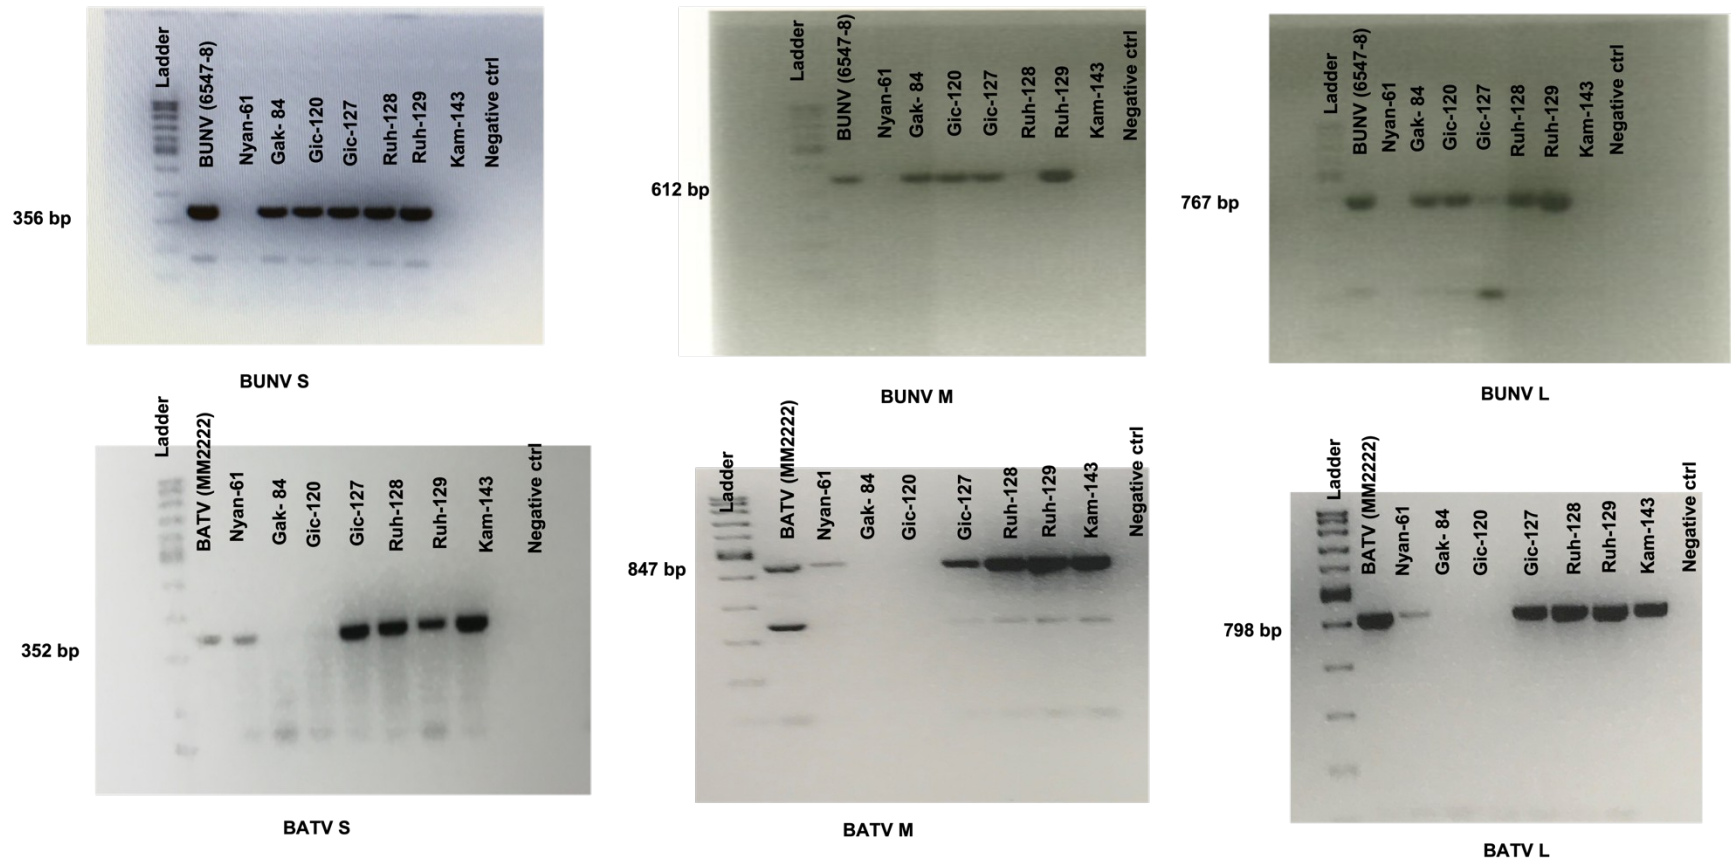 Ladder
BUNV (6547-8)
Nyan-61
Gak- 84
Gic-120
Gic-127
Ruh-128
Ruh-129
Kam-143
Negative ctrl
356 bp
BUNV S
Ladder
BUNV (6547-8)
Nyan-61
Gak- 84
Gic-120
Gic-127
Ruh-128
Ruh-129
Kam-143
Negative ctrl
612 bp
BUNV M
Ladder
BUNV (6547-8)
Nyan-61
Gak- 84
Gic-120
Gic-127
Ruh-128
Ruh-129
Kam-143
Negative ctrl
767 bp
BUNV L
Ladder
BATV (MM2222)
Nyan-61
Gak- 84
Gic-120
Gic-127
Ruh-128
Ruh-129
Kam-143
Negative ctrl
352 bp
BATV S
Ladder
BATV (MM2222)
Nyan-61
Gak- 84
Gic-120
Gic-127
Ruh-128
Ruh-129
Kam-143
Negative ctrl
847 bp
BATV M
Ladder
BATV (MM2222)
Nyan-61
Gak- 84
Gic-120
Gic-127
Ruh-128
Ruh-129
Kam-143
Negative ctrl
798 bp
BATV L